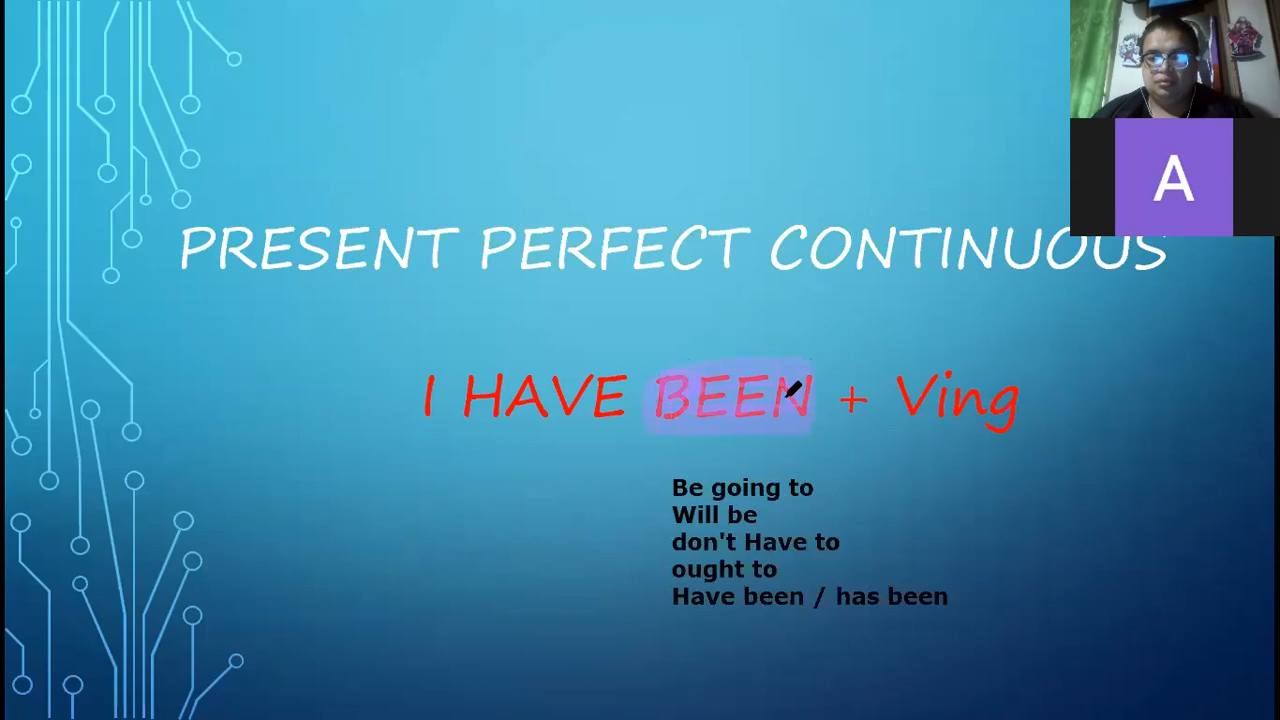 PRESENT PERFECT CONTINUOUS
I HAVE BEEN + Ving
Be going to
Will be
don't Have to
ought to
Have been / has been
A